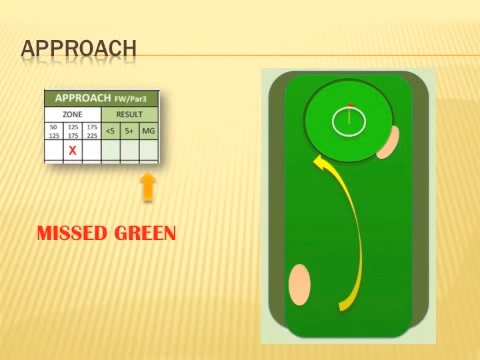 APPROACH
APPROACH FW/Par3
ZONE RESULT
50 125 175 <5 5+ MG
125 175 225
X
MISSED GREEN